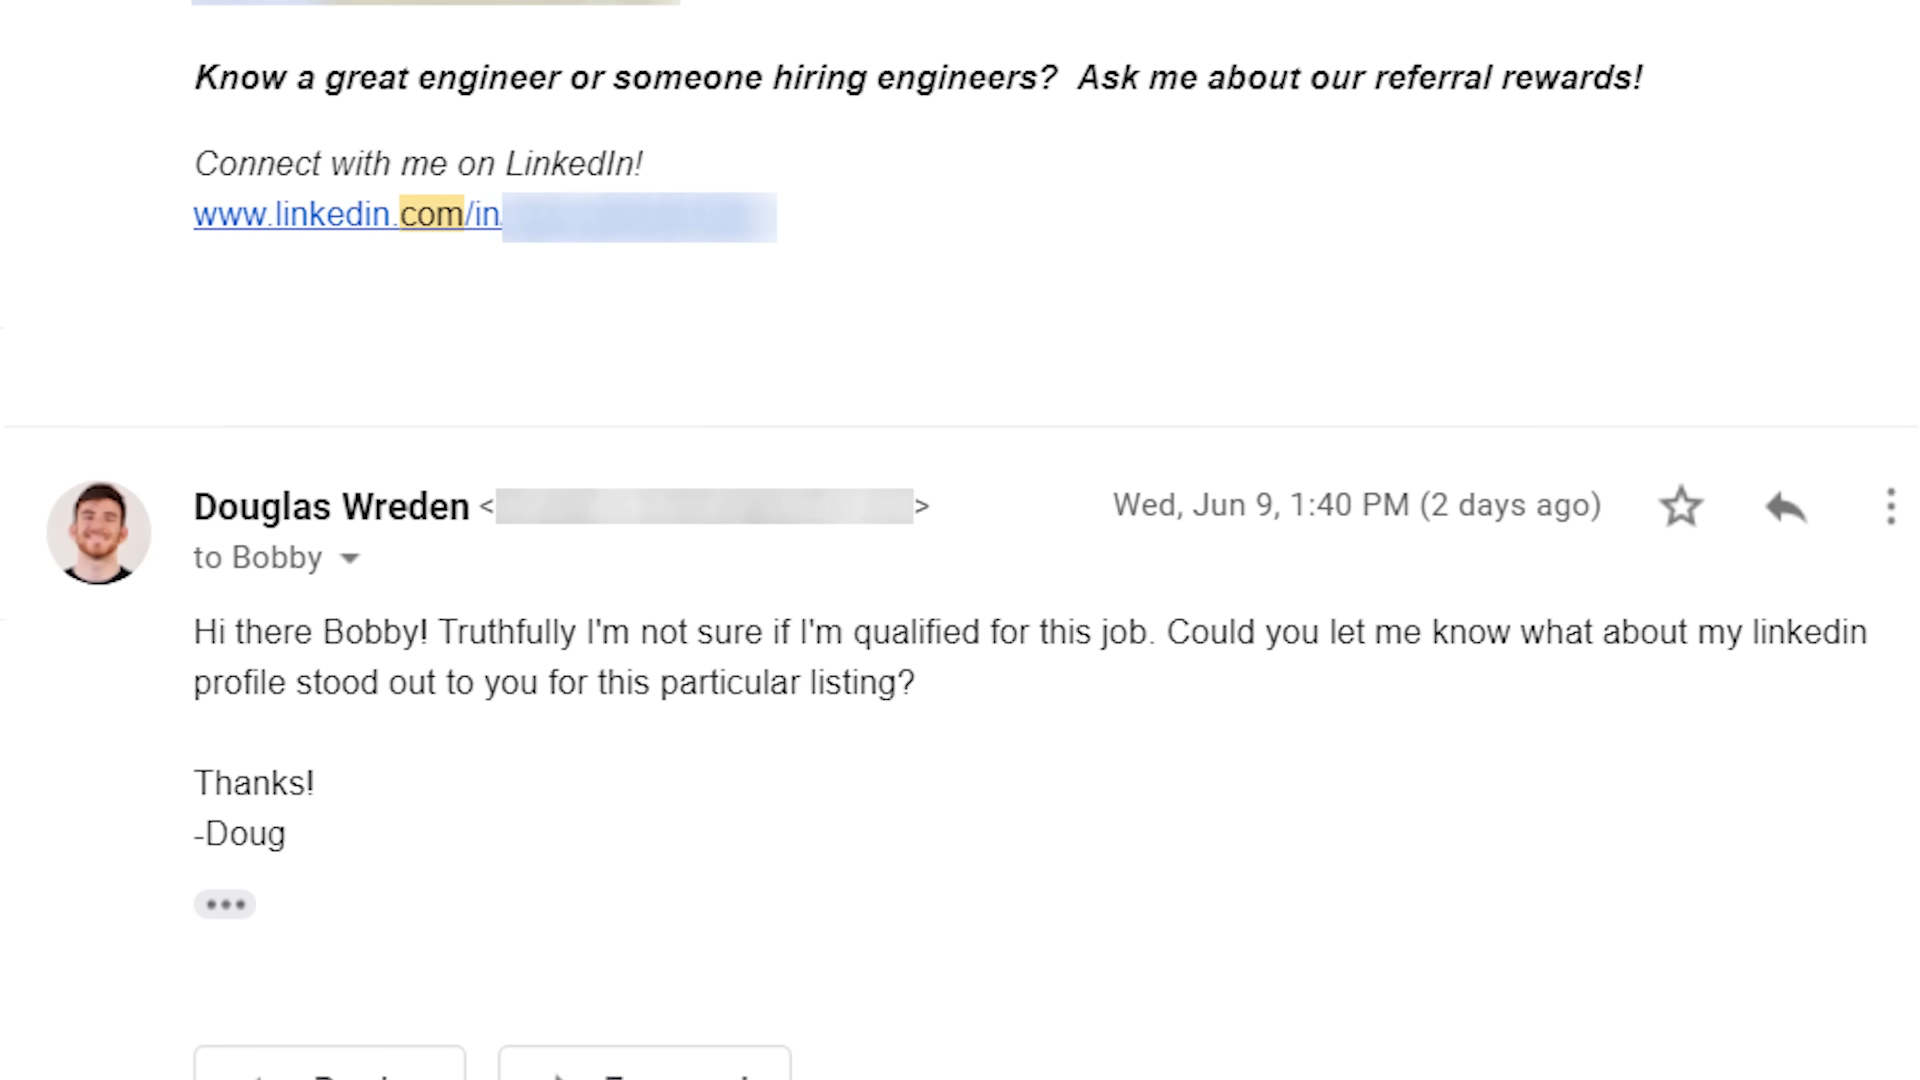 Know a great engineer or someone hiring engineers?  Ask me about our referral rewards!
Connect with me on LinkedIn!
www.linkedin.com/in
Douglas Wreden < >
Wed, Jun 9, 1:40 PM (2 days ago)
to Bobby
Hi there Bobby! Truthfully I'm not sure if I'm qualified for this job. Could you let me know what about my linkedin
profile stood out to you for this particular listing?
Thanks!
-Doug